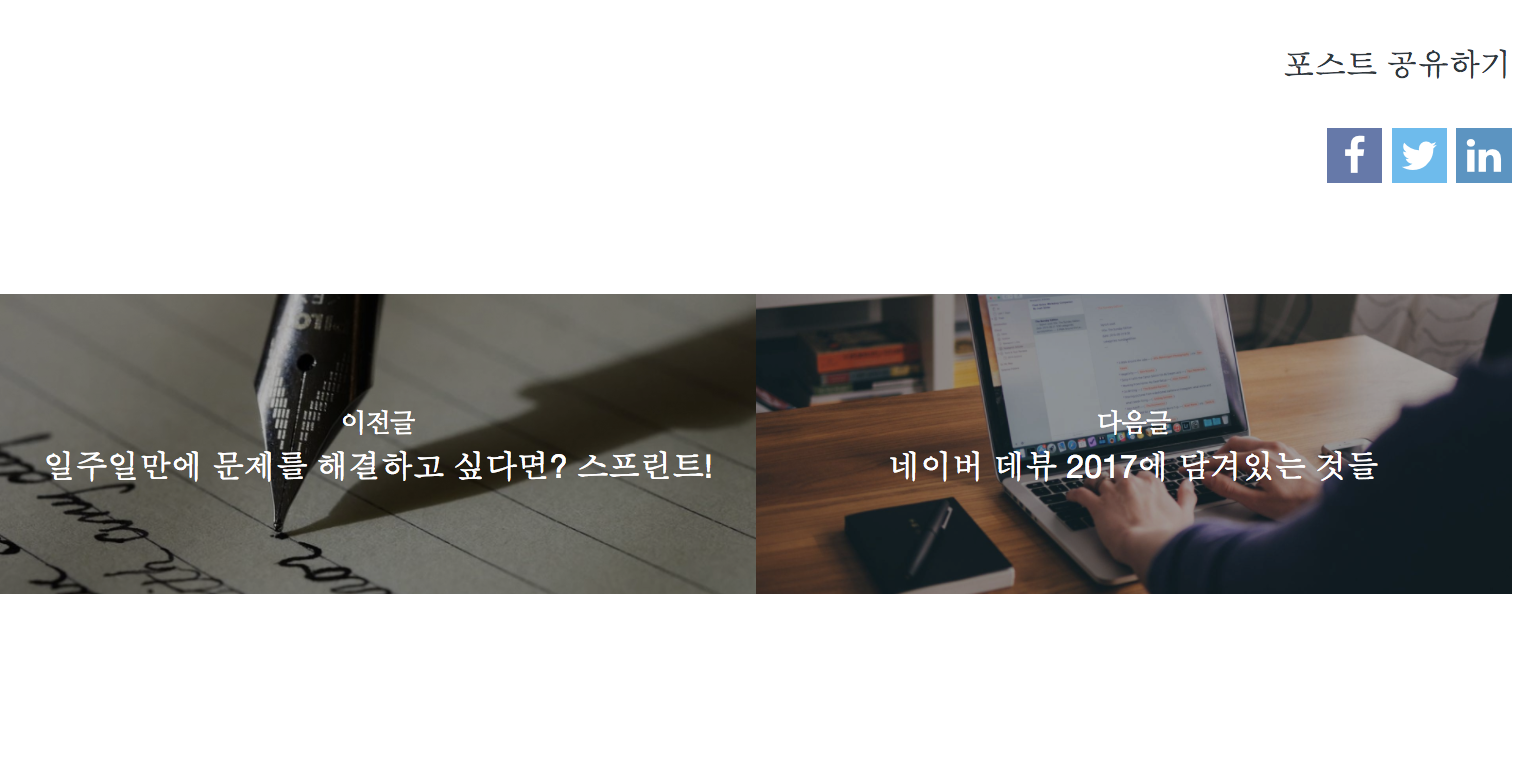 포스트 공유하기
이전글
일주일만에 문제를 해결하고 싶다면? 스프린트!
다음글
네이버 데뷰 2017에 담겨있는 것들